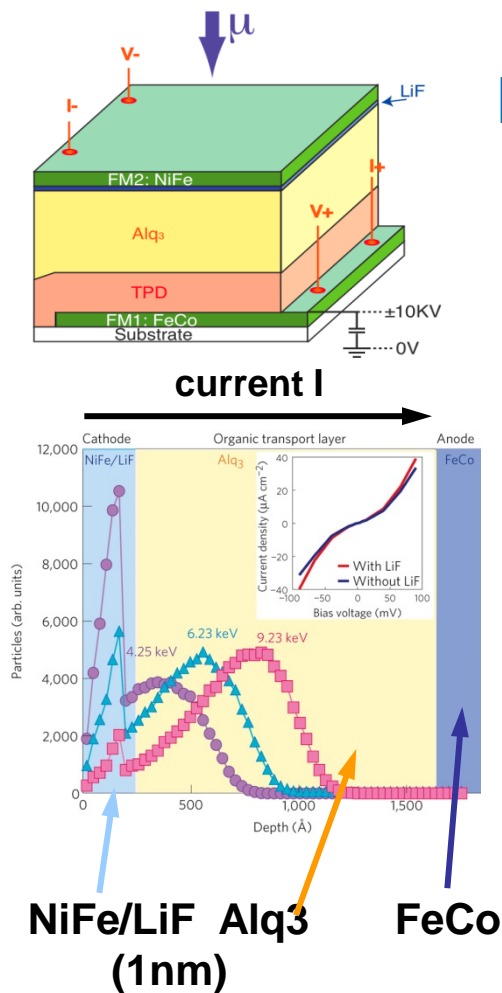 μ
V-
I-
LiF
FM2: NiFe
I+
V+
Alq3
TPD
FM1: FeCo
±10KV
Substrate
0V
current I
Cathode Organic transport layer Anode
NiFe/LiF Alq3 FeCo
12,000
10,000
8,000
6,000
4,000
2,000
0
Particles (arb. units)
40
20
0
-20
-40
Current density (μA cm-2)
With LiF
Without LiF
-100 -50 0 50 100
Bias voltage (mV)
4.25 keV
6.23 keV
9.23 keV
0 500 1,000 1,500
Depth (Å)
NiFe/LiF Alq3 FeCo
(1nm)